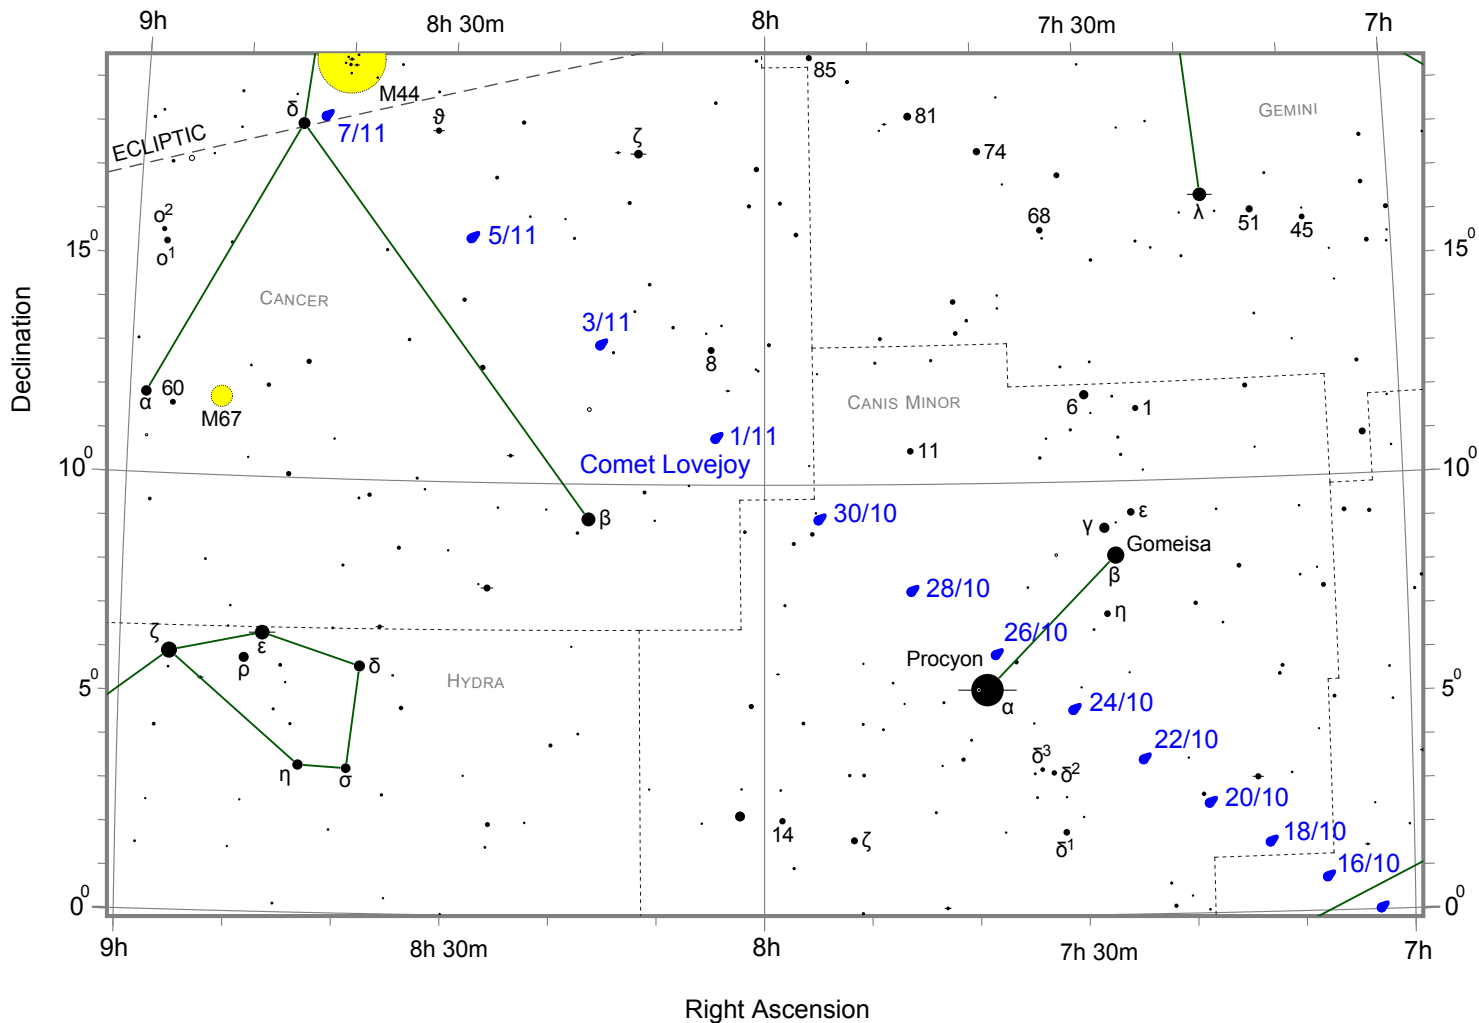 9h
8h 30m
8h
7h 30m
7h
M44
85
δ
7/11
ϑ
ζ
81
74
GEMINI
ECLIPTIC
λ
51
45
68
o²
o¹
15⁰
5/11
15⁰
CANCER
3/11
8
Declination
α
60
M67
CANIS MINOR
6
1
1/11
Comet Lovejoy
11
10⁰
10⁰
β
30/10
γ
ε
Gomeisa
β
28/10
η
ζ
ε
ρ
δ
HYDRA
26/10
Procyon
α
5⁰
5⁰
24/10
22/10
δ³
δ²
η
σ
20/10
14
ζ
δ¹
18/10
16/10
0⁰
0⁰
9h
8h 30m
8h
7h 30m
7h
Right Ascension